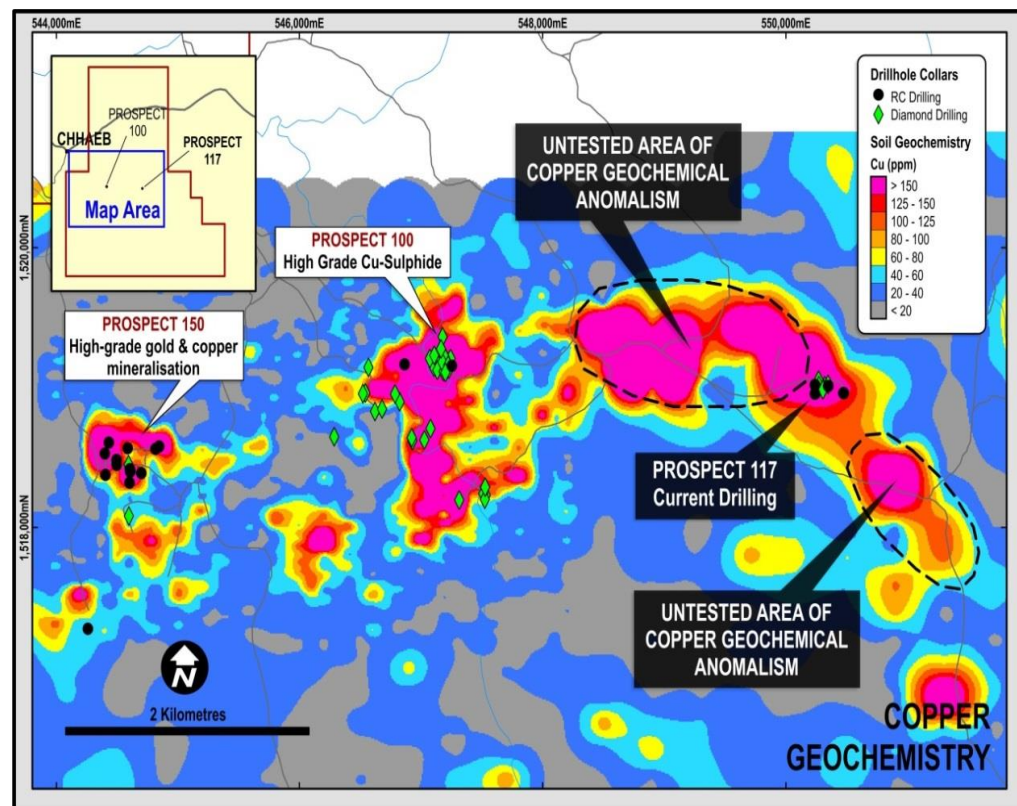 544,000mE
546,000mE
548,000mE
550,000mE
1,520,000mN
1,518,000mN
PROSPECT
100
CHHAEB
PROSPECT
117
Map Area
PROSPECT 100
High Grade Cu-Sulphide
PROSPECT 150
High-grade gold & copper
mineralisation
UNTESTED AREA OF
COPPER GEOCHEMICAL
ANOMALISM
Drillhole Collars
RC Drilling
Diamond Drilling
Soil Geochemistry
Cu (ppm)
> 150
125 - 150
100 - 125
80 - 100
60 - 80
40 - 60
20 - 40
< 20
PROSPECT 117
Current Drilling
UNTESTED AREA OF
COPPER GEOCHEMICAL
ANOMALISM
N
2 Kilometres
COPPER
GEOCHEMISTRY